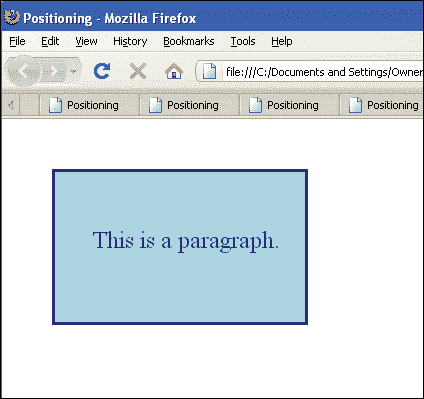 Positioning - Mozilla Firefox
File Edit View History Bookmarks Tools Help
file:///C:/Documents and Settings/Owner
Positioning Positioning Positioning Positioning
This is a paragraph.